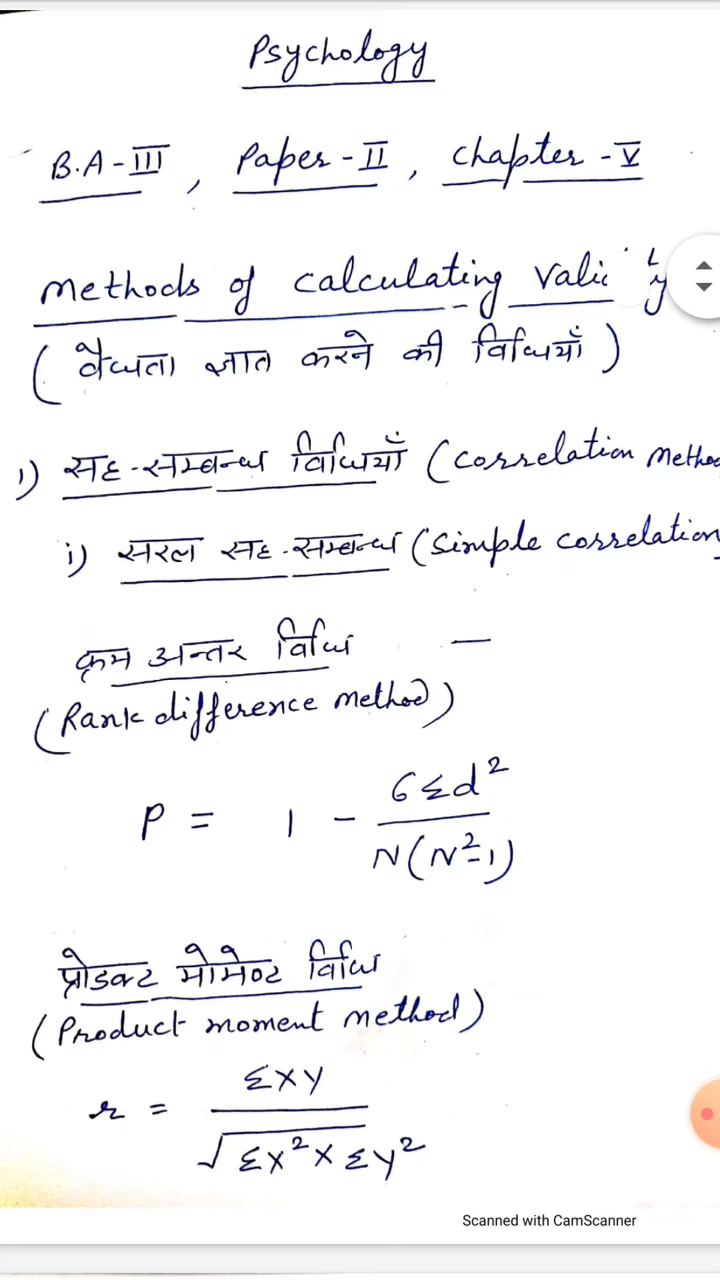 Psychology
B.A-III, Paper-II, Chapter-V
Methods of calculating Validity
(वैधता ज्ञात करने की विधियाँ)
1) सह-सम्बन्ध विधियाँ (Correlation Metho
i) सरल सह-सम्बन्ध (Simple correlation
क्रम अन्तर विधि —
(Rank difference method)
P = 1 - 6Σd² / N(N²-1)
प्रोडक्ट मोमेण्ट विधि
(Product moment method)
r = Σxy / √Σx² × Σy²
Scanned with CamScanner